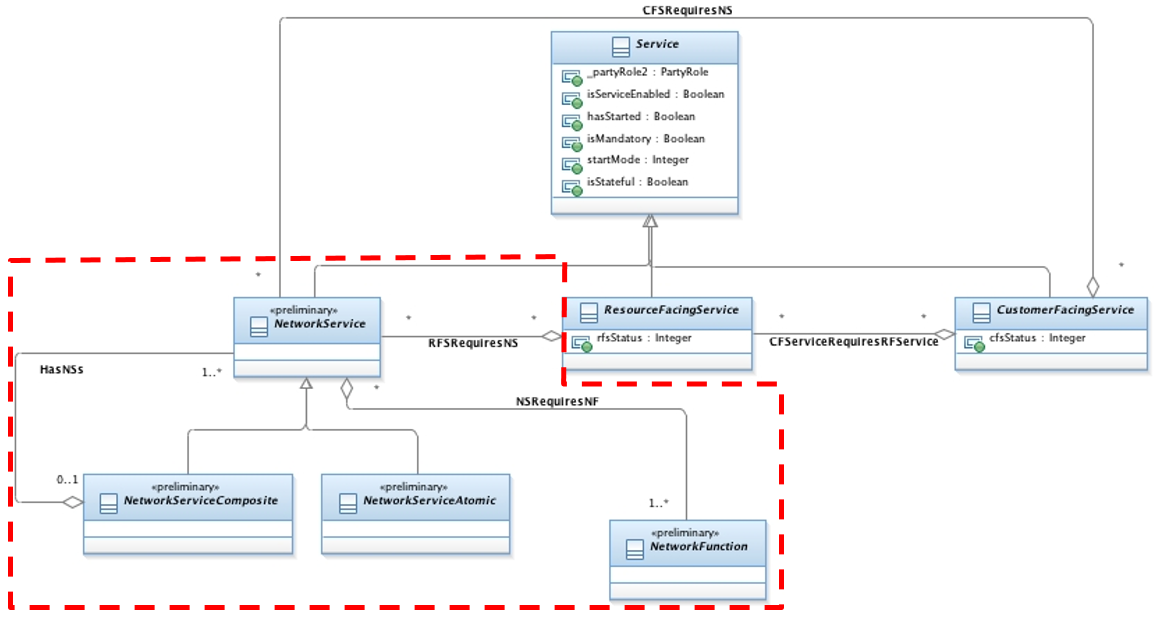 CFSRequiresNS
Service
_partyRole2 : PartyRole
isServiceEnabled : Boolean
hasStarted : Boolean
isMandatory : Boolean
startMode : Integer
isStateful : Boolean
*
*
«preliminary»
NetworkService
*
*
RFSRequiresNS
ResourceFacingService
rfsStatus : Integer
*
*
CFServiceRequiresRFService
CustomerFacingService
cfsStatus : Integer
HasNSs
1..*
*
NSRequiresNF
0..1
«preliminary»
NetworkServiceComposite
«preliminary»
NetworkServiceAtomic
1..*
«preliminary»
NetworkFunction